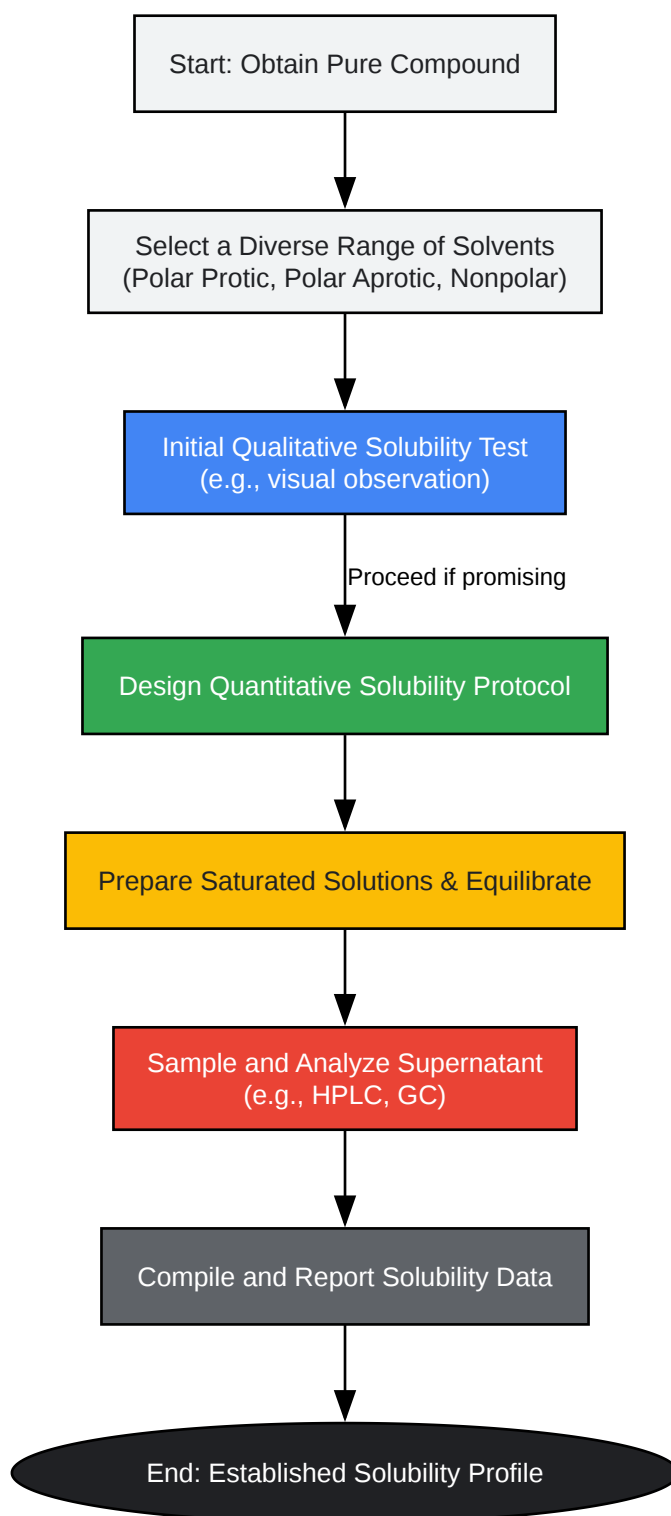 Start: Obtain Pure Compound
Select a Diverse Range of Solvents
(Polar Protic, Polar Aprotic, Nonpolar)
Initial Qualitative Solubility Test
(e.g., visual observation)
Proceed if promising
Design Quantitative Solubility Protocol
Prepare Saturated Solutions & Equilibrate
Sample and Analyze Supernatant
(e.g., HPLC, GC)
Compile and Report Solubility Data
End: Established Solubility Profile